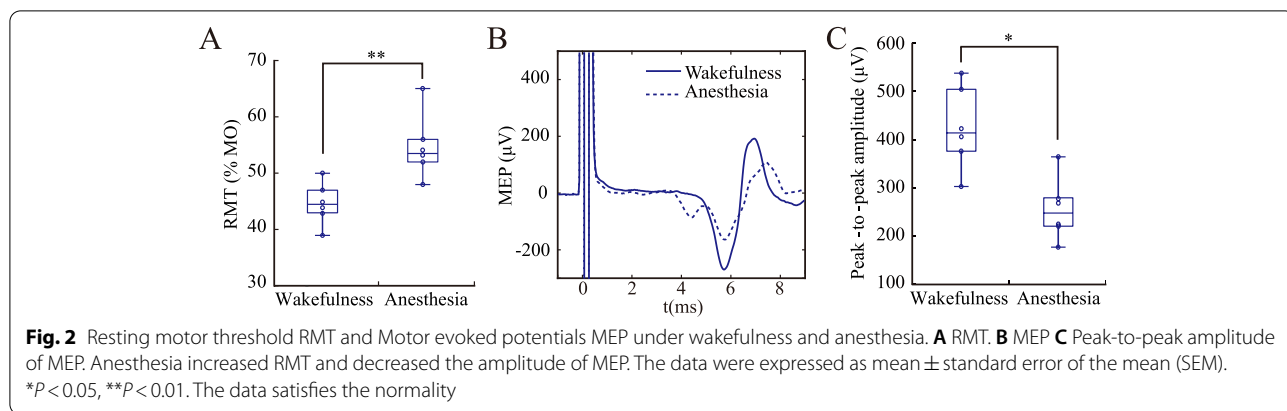 A
RMT (% MO)
70
60
50
40
30
**
Wakefulness
Anesthesia
B
MEP (μV)
400
200
0
-200
Wakefulness
Anesthesia
0
2
4
6
8
t(ms)
C
Peak -to -peak amplitude (μV)
600
500
400
300
200
100
*
Wakefulness
Anesthesia
Fig. 2 Resting motor threshold RMT and Motor evoked potentials MEP under wakefulness and anesthesia. A RMT. B MEP C Peak-to-peak amplitude
of MEP. Anesthesia increased RMT and decreased the amplitude of MEP. The data were expressed as mean ± standard error of the mean (SEM).
*P < 0.05, **P < 0.01. The data satisfies the normality